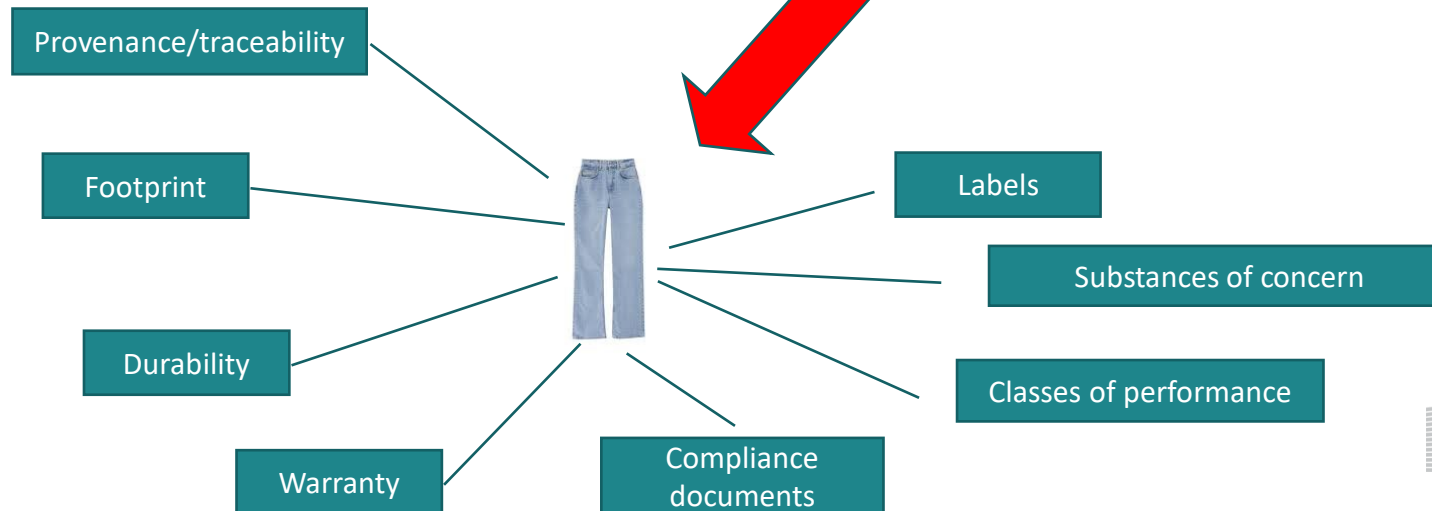 Provenance/traceability
Footprint
Labels
Substances of concern
Durability
Classes of performance
Compliance
documents
Warranty